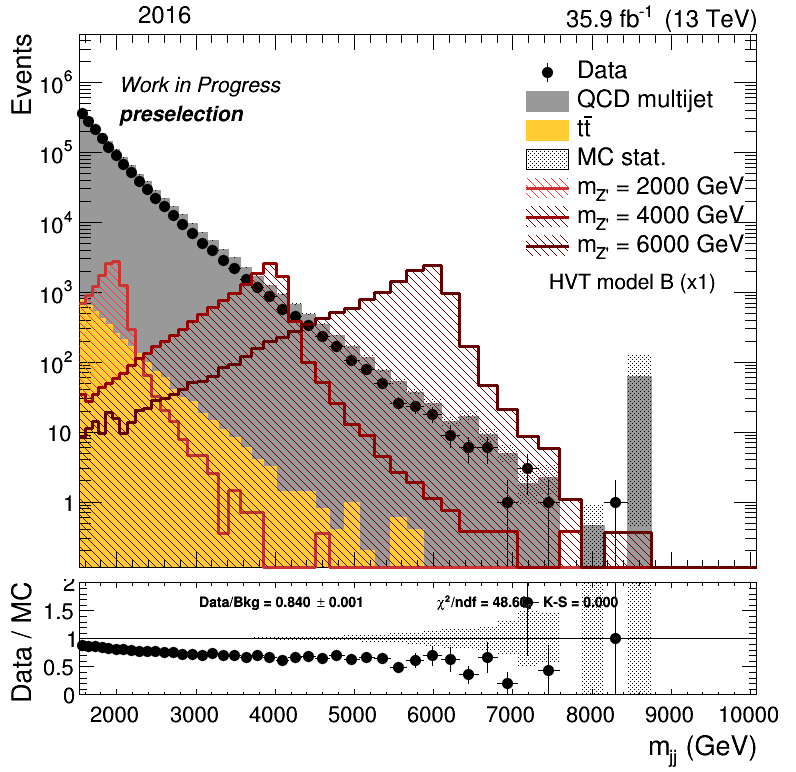 2016
35.9 fb⁻¹ (13 TeV)
Events
Work in Progress
preselection
Data
QCD multijet
tt̄
MC stat.
m_Z' = 2000 GeV
m_Z' = 4000 GeV
m_Z' = 6000 GeV
HVT model B (x1)
10⁶
10⁵
10⁴
10³
10²
10
1
Data / MC
2
1.5
1
0.5
0
Data/Bkg = 0.840 ± 0.001
χ²/ndf = 48.60
K-S = 0.000
2000 3000 4000 5000 6000 7000 8000 9000 10000
m_jj (GeV)